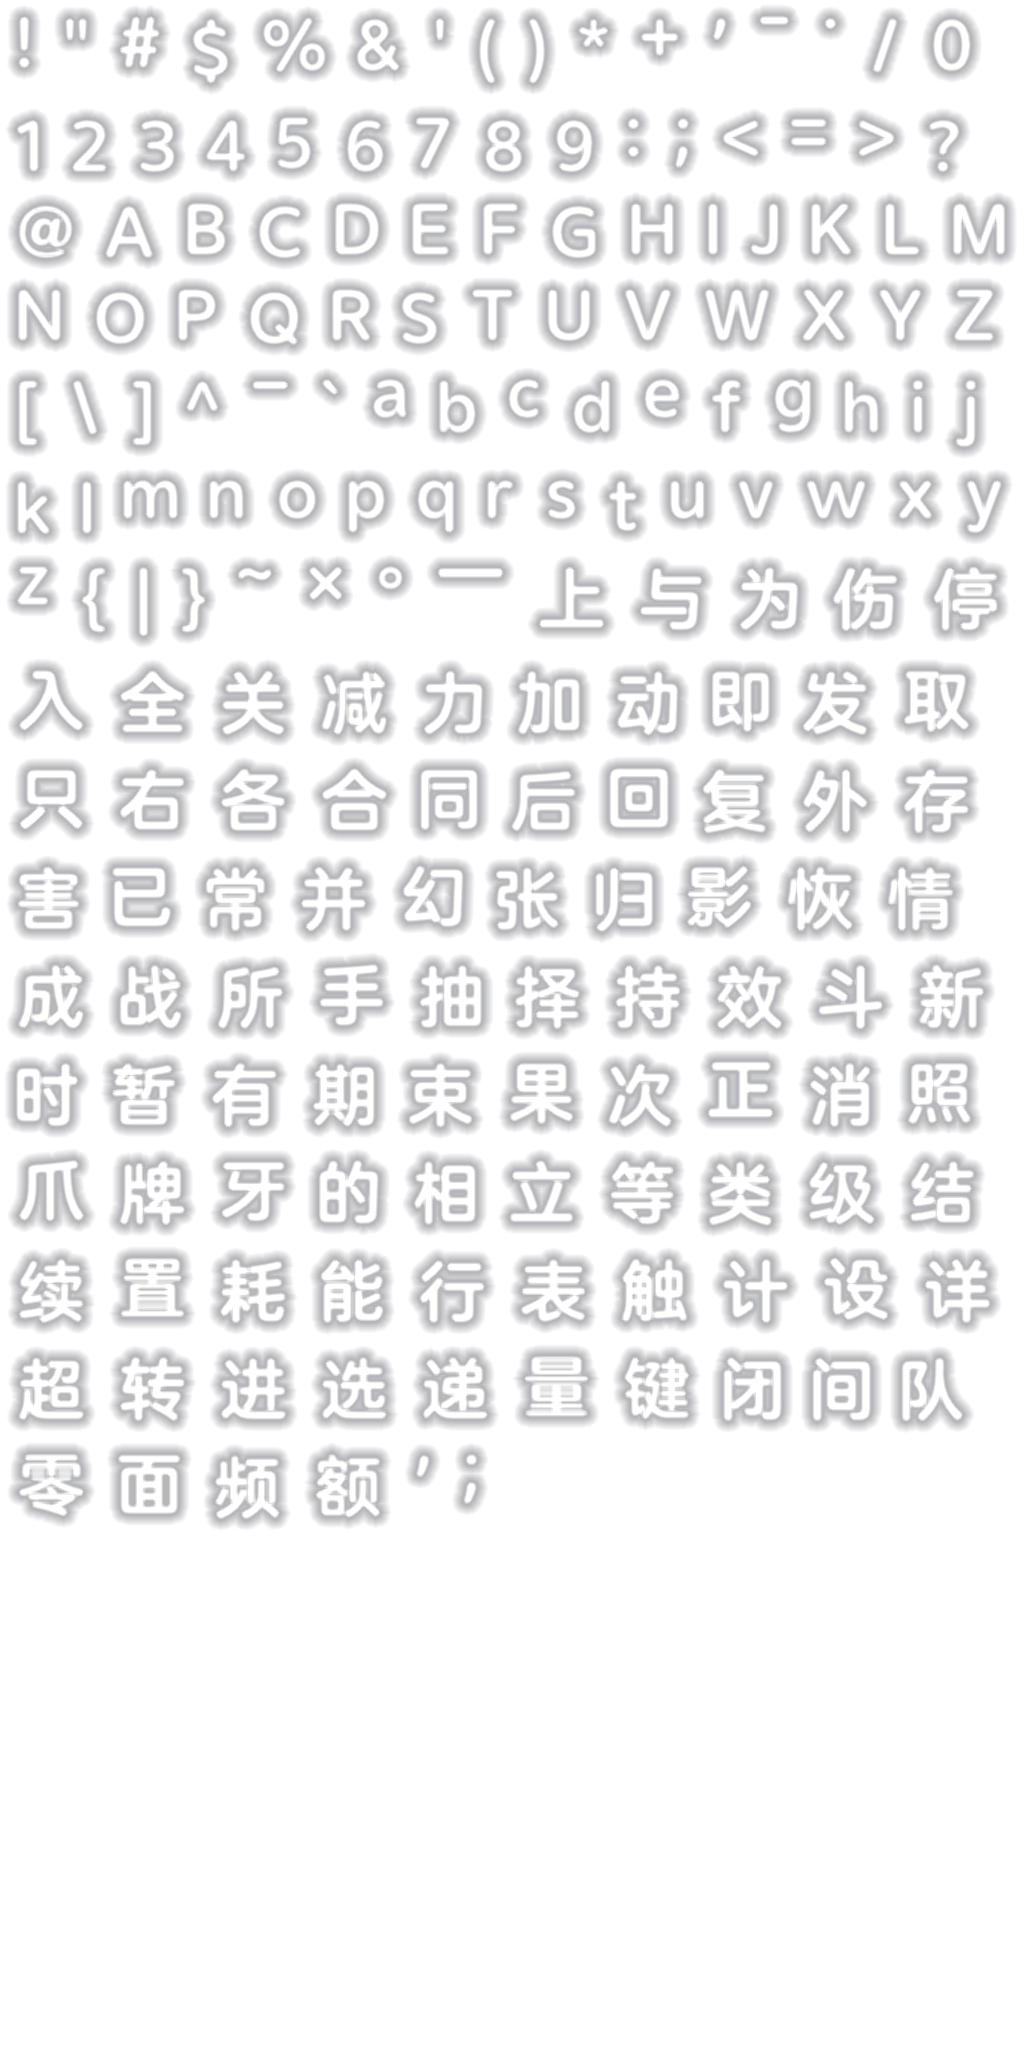 ! " # $ % & ' ( ) * + , - . / 0
1 2 3 4 5 6 7 8 9 : ; < = > ?
@ A B C D E F G H I J K L M
N O P Q R S T U V W X Y Z
[ \ ] ^ _ ` a b c d e f g h i j
k l m n o p q r s t u v w x y
z { | } ~ × ° — 上 与 为 伤 停
入 全 关 减 力 加 动 即 发 取
只 右 各 合 同 后 回 复 外 存
害 已 常 并 幻 张 归 影 恢 情
成 战 所 手 抽 择 持 效 斗 新
时 暂 有 期 束 果 次 正 消 照
爪 牌 牙 的 相 立 等 类 级 结
续 置 耗 能 行 表 触 计 设 详
超 转 进 选 递 量 键 闭 间 队
零 面 频 额 , ;